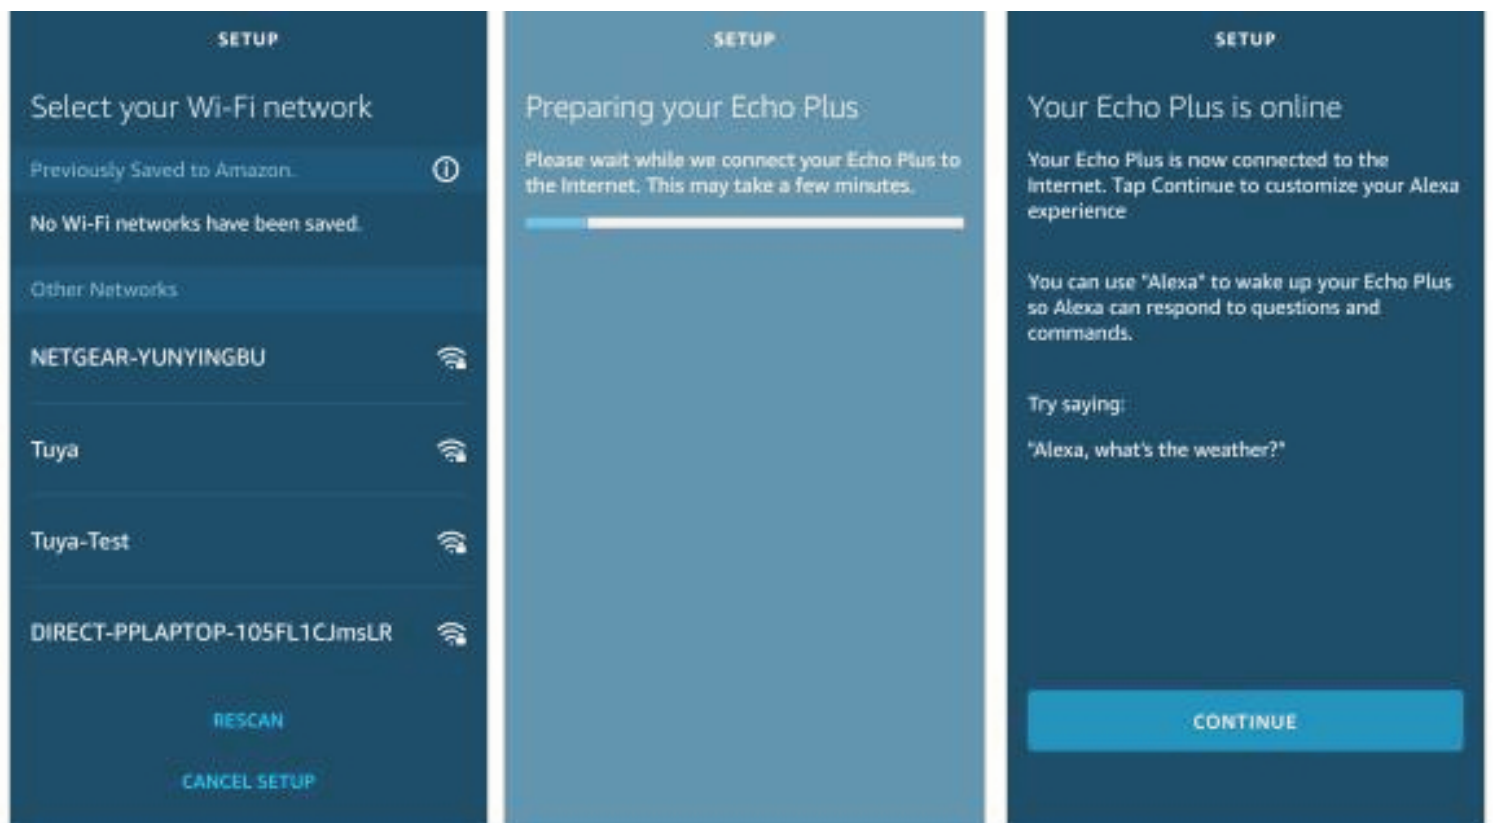 SETUP
Select your Wi-Fi network
Previously Saved to Amazon.
No Wi-Fi networks have been saved.
Other Networks
NETGEAR-YUNYINGBU
Tuya
Tuya-Test
DIRECT-PPLAPTOP-105FL1CJmsLR
RESCAN
CANCEL SETUP
SETUP
Preparing your Echo Plus
Please wait while we connect your Echo Plus to
the Internet. This may take a few minutes.
SETUP
Your Echo Plus is online
Your Echo Plus is now connected to the
Internet. Tap Continue to customize your Alexa
experience
You can use "Alexa" to wake up your Echo Plus
so Alexa can respond to questions and
commands.
Try saying:
"Alexa, what's the weather?"
CONTINUE